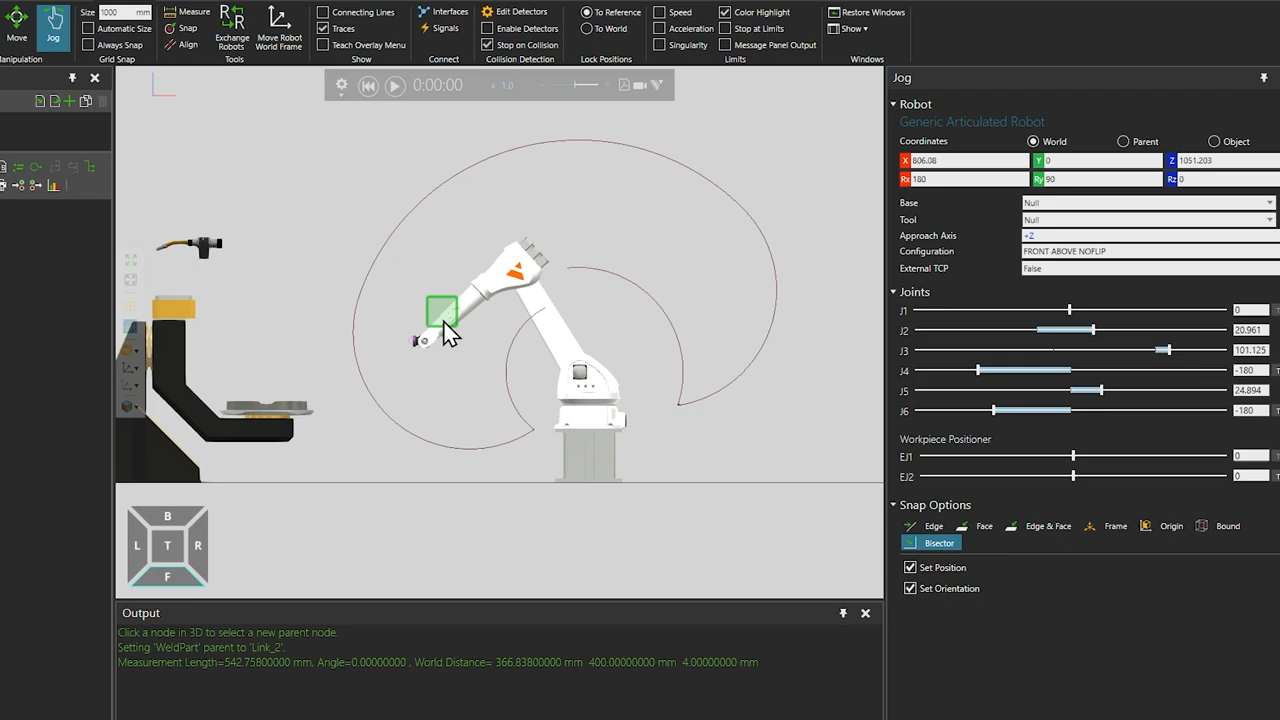 Size 1000 mm Measure Connecting Lines Interfaces Edit Detectors To Reference Speed Color Highlight Restore Windows
Automatic Size Snap Traces Signals Enable Detectors To World Acceleration Stop at Limits Show
Move Jog Always Snap Align Exchange Robots Move Robot World Frame Teach Overlay Menu Stop on Collision Singularity Message Panel Output
Manipulation Grid Snap Tools Show Connect Collision Detection Lock Positions Limits Windows
0:00:00 x 1.0
Jog
Robot
Generic Articulated Robot
Coordinates World Parent Object
X 806.08 Y 0 Z 1051.203
Rx 180 Ry 90 Rz 0
Base Null
Tool Null
Approach Axis +Z
Configuration FRONT ABOVE NOFLIP
External TCP False
Joints
J1 0
J2 20.961
J3 101.125
J4 -180
J5 24.894
J6 -180
Workpiece Positioner
EJ1 0
EJ2 0
Snap Options
Edge Face Edge & Face Frame Origin Bound
Bisector
Set Position
Set Orientation
B
L T R
F
Output
Click a node in 3D to select a new parent node.
Setting 'WeldPart' parent to 'Link_2'.
Measurement Length=542.75800000 mm, Angle=0.00000000 , World Distance= 366.83800000 mm 400.00000000 mm 4.00000000 mm